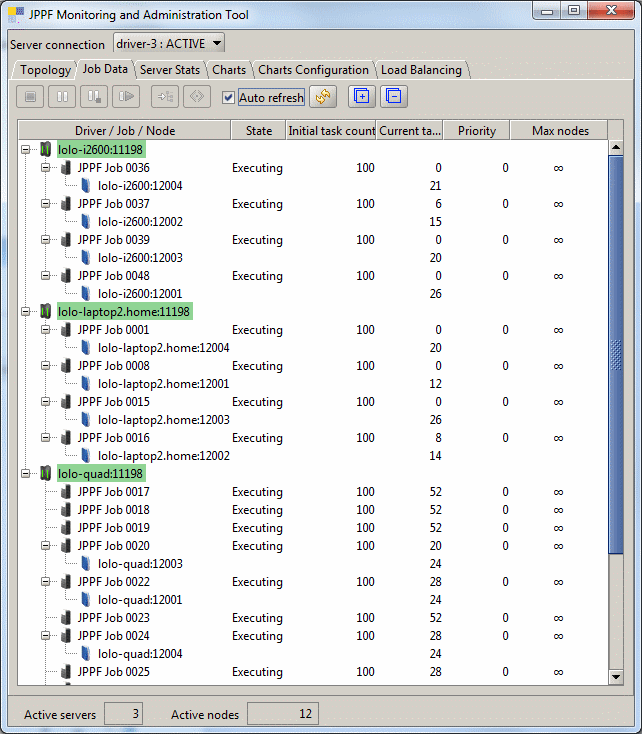 JPPF Monitoring and Administration Tool
Server connection driver-3 : ACTIVE
Topology Job Data Server Stats Charts Charts Configuration Load Balancing
Auto refresh
Driver / Job / Node State Initial task count Current ta... Priority Max nodes
lolo-i2600:11198
JPPF Job 0036 Executing 100 0 0 ∞
lolo-i2600:12004 21
JPPF Job 0037 Executing 100 6 0 ∞
lolo-i2600:12002 15
JPPF Job 0039 Executing 100 0 0 ∞
lolo-i2600:12003 20
JPPF Job 0048 Executing 100 0 0 ∞
lolo-i2600:12001 26
lolo-laptop2.home:11198
JPPF Job 0001 Executing 100 0 0 ∞
lolo-laptop2.home:12004 20
JPPF Job 0008 Executing 100 0 0 ∞
lolo-laptop2.home:12001 12
JPPF Job 0015 Executing 100 0 0 ∞
lolo-laptop2.home:12003 26
JPPF Job 0016 Executing 100 8 0 ∞
lolo-laptop2.home:12002 14
lolo-quad:11198
JPPF Job 0017 Executing 100 52 0 ∞
JPPF Job 0018 Executing 100 52 0 ∞
JPPF Job 0019 Executing 100 52 0 ∞
JPPF Job 0020 Executing 100 20 0 ∞
lolo-quad:12003 24
JPPF Job 0022 Executing 100 28 0 ∞
lolo-quad:12001 24
JPPF Job 0023 Executing 100 52 0 ∞
JPPF Job 0024 Executing 100 28 0 ∞
lolo-quad:12004 24
JPPF Job 0025 Executing 100 28 0 ∞
Active servers 3 Active nodes 12